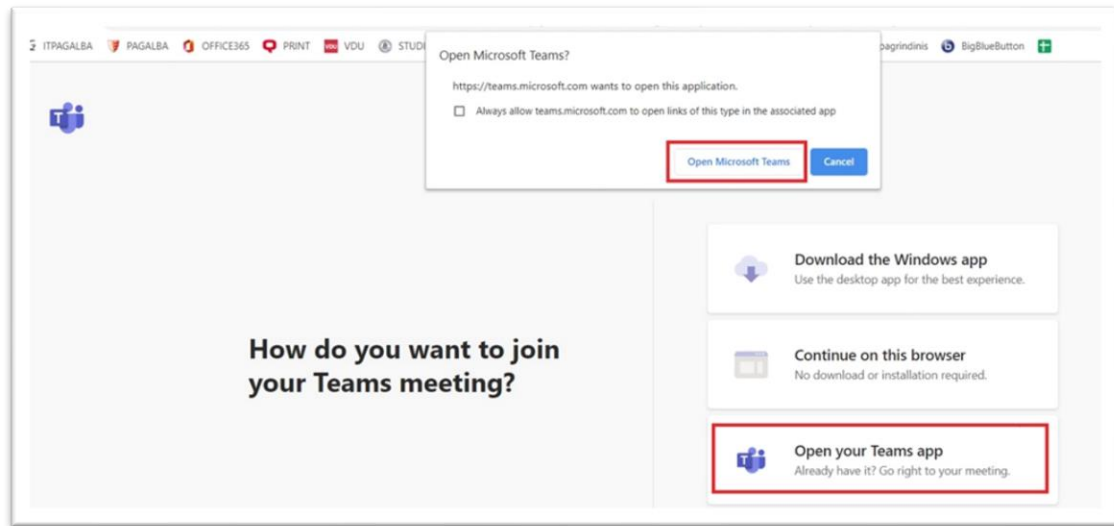 ITPAGALBA PAGALBA OFFICE365 PRINT VDU STUDI pagrindinis BigBlueButton
Open Microsoft Teams?
https://teams.microsoft.com wants to open this application.
Always allow teams.microsoft.com to open links of this type in the associated app
Open Microsoft Teams Cancel
How do you want to join
your Teams meeting?
Download the Windows app
Use the desktop app for the best experience.
Continue on this browser
No download or installation required.
Open your Teams app
Already have it? Go right to your meeting.